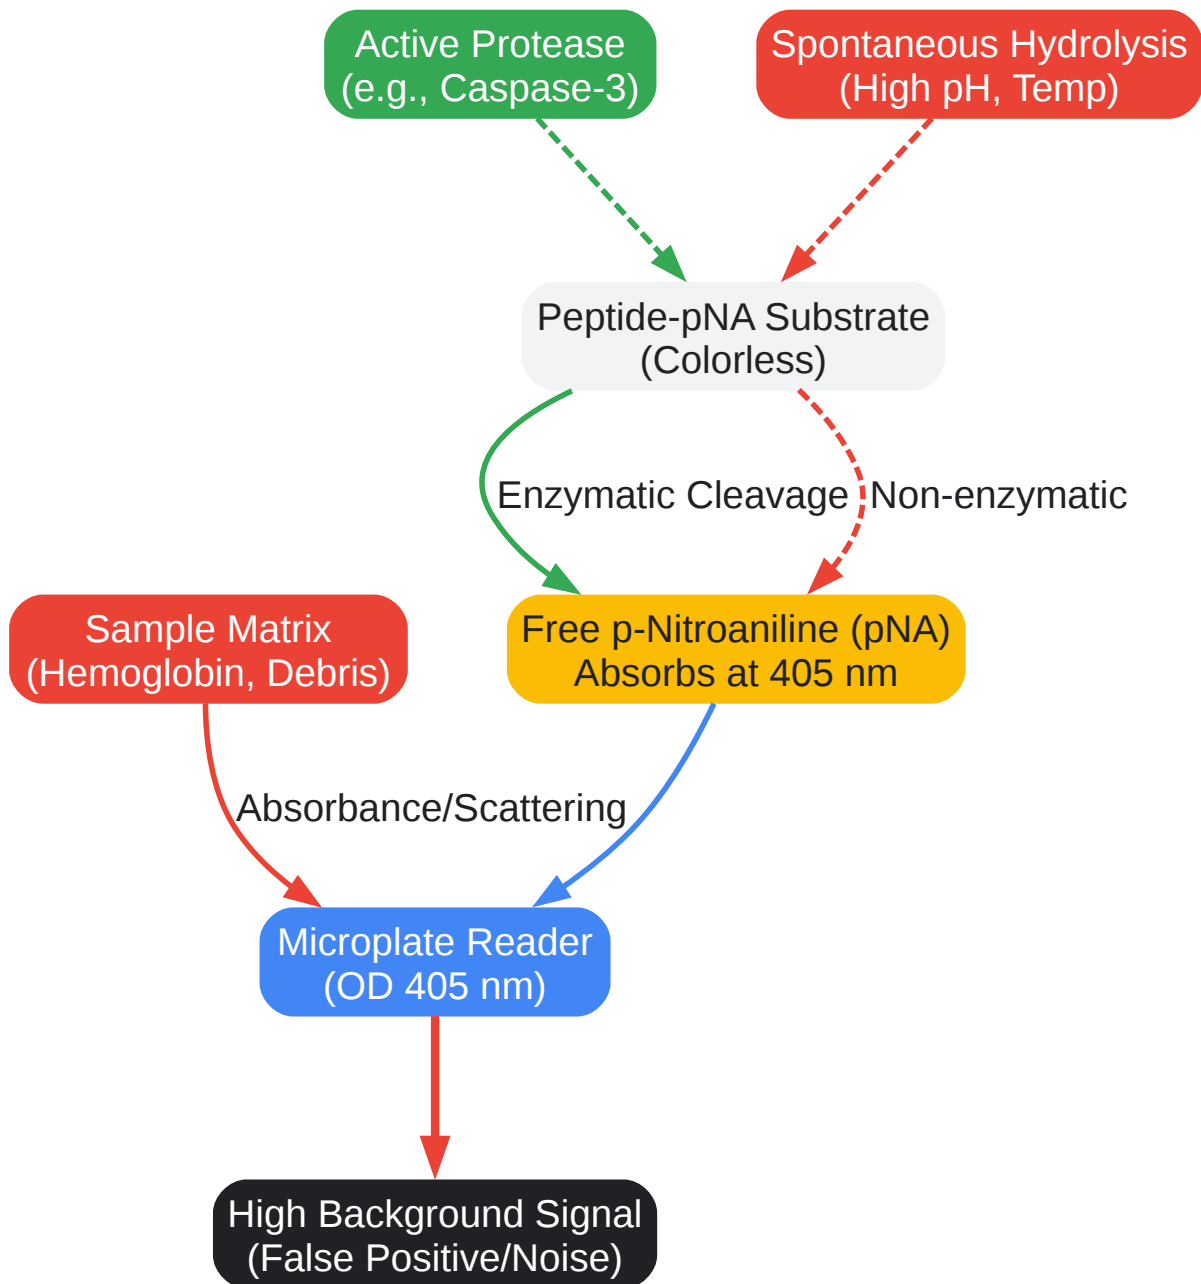 Active Protease
(e.g., Caspase-3)
Spontaneous Hydrolysis
(High pH, Temp)
Peptide-pNA Substrate
(Colorless)
Enzymatic Cleavage
Non-enzymatic
Sample Matrix
(Hemoglobin, Debris)
Free p-Nitroaniline (pNA)
Absorbs at 405 nm
Absorbance/Scattering
Microplate Reader
(OD 405 nm)
High Background Signal
(False Positive/Noise)